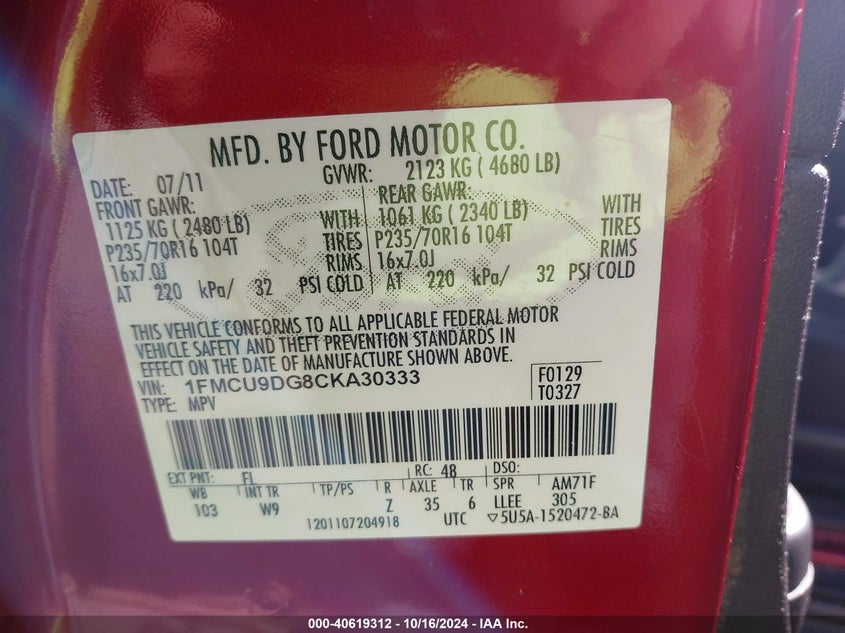 MFD. BY FORD MOTOR CO.
DATE: 07/11 GVWR: 2123 KG ( 4680 LB)
FRONT GAWR: REAR GAWR:
1125 KG ( 2480 LB) WITH 1061 KG ( 2340 LB) WITH
P235/70R16 104T TIRES P235/70R16 104T TIRES
16x7.0J RIMS 16x7.0J RIMS
AT 220 kPa/ 32 PSI COLD AT 220 kPa/ 32 PSI COLD
THIS VEHICLE CONFORMS TO ALL APPLICABLE FEDERAL MOTOR
VEHICLE SAFETY AND THEFT PREVENTION STANDARDS IN
EFFECT ON THE DATE OF MANUFACTURE SHOWN ABOVE.
VIN: 1FMCU9DG8CKA30333 F0129
TYPE: MPV T0327
EXT PNT: FL RC: 48 DSO:
WB INT TR TP/PS R AXLE TR SPR AM71F
103 W9 Z 35 6 LLEE 305
1201107204918 UTC ▽5U5A-1520472-BA
000-40619312 - 10/16/2024 - IAA Inc.